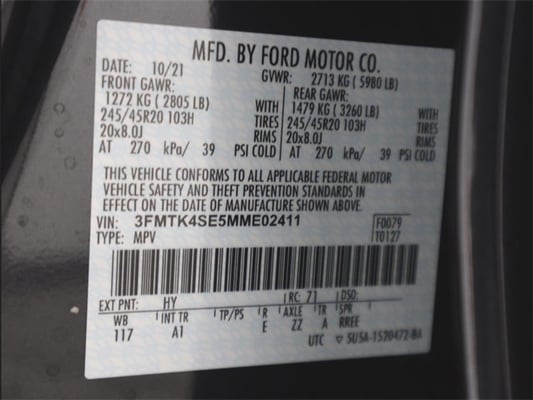 MFD. BY FORD MOTOR CO.
DATE: 10/21 GVWR: 2713 KG ( 5980 LB)
FRONT GAWR: REAR GAWR:
1272 KG ( 2805 LB) WITH 1479 KG ( 3260 LB) WITH
245/45R20 103H TIRES 245/45R20 103H TIRES
20x8.0J RIMS 20x8.0J RIMS
AT 270 kPa/ 39 PSI COLD AT 270 kPa/ 39 PSI COLD
THIS VEHICLE CONFORMS TO ALL APPLICABLE FEDERAL MOTOR
VEHICLE SAFETY AND THEFT PREVENTION STANDARDS IN
EFFECT ON THE DATE OF MANUFACTURE SHOWN ABOVE.
VIN: 3FMTK4SE5MME02411 F0079
TYPE: MPV T0127
EXT PNT: HY RC: 71 DSO:
WB INT TR TP/PS R AXLE TR SPR
117 A1 E ZZ A RREE
UTC ▽ 5U5A-1520472-BA